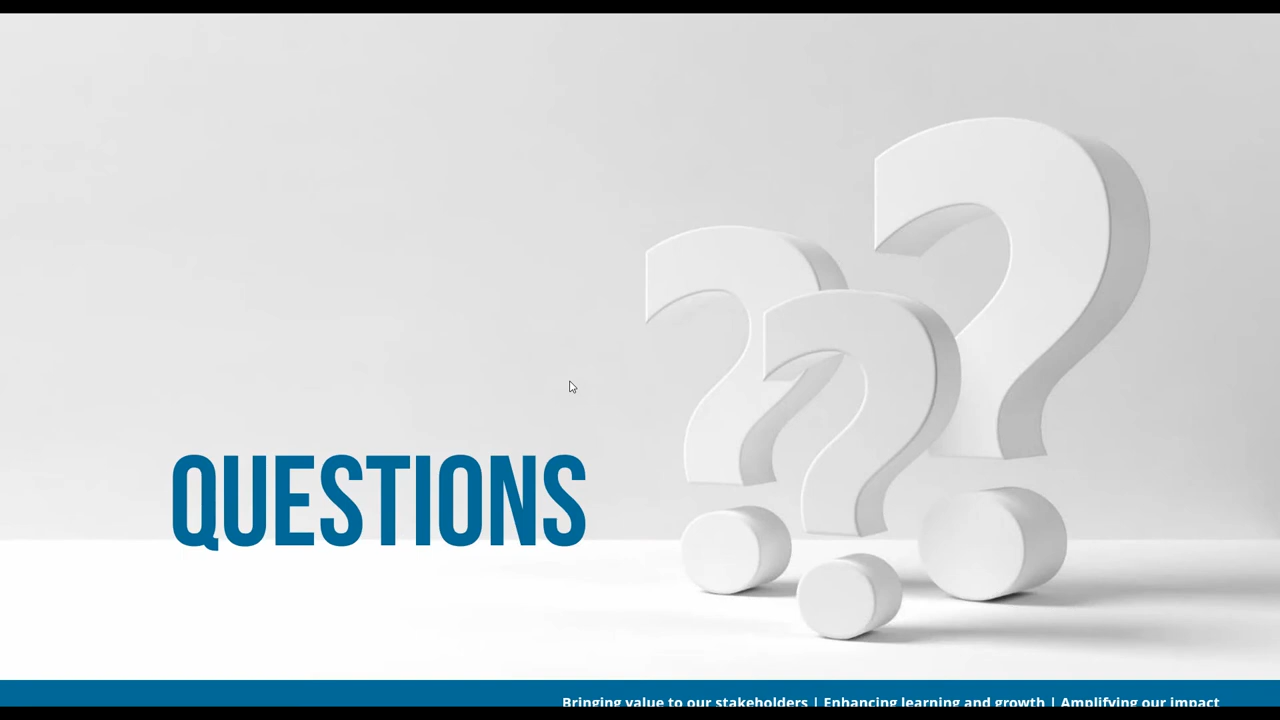 QUESTIONS
Bringing value to our stakeholders | Enhancing learning and growth | Amplifying our impact